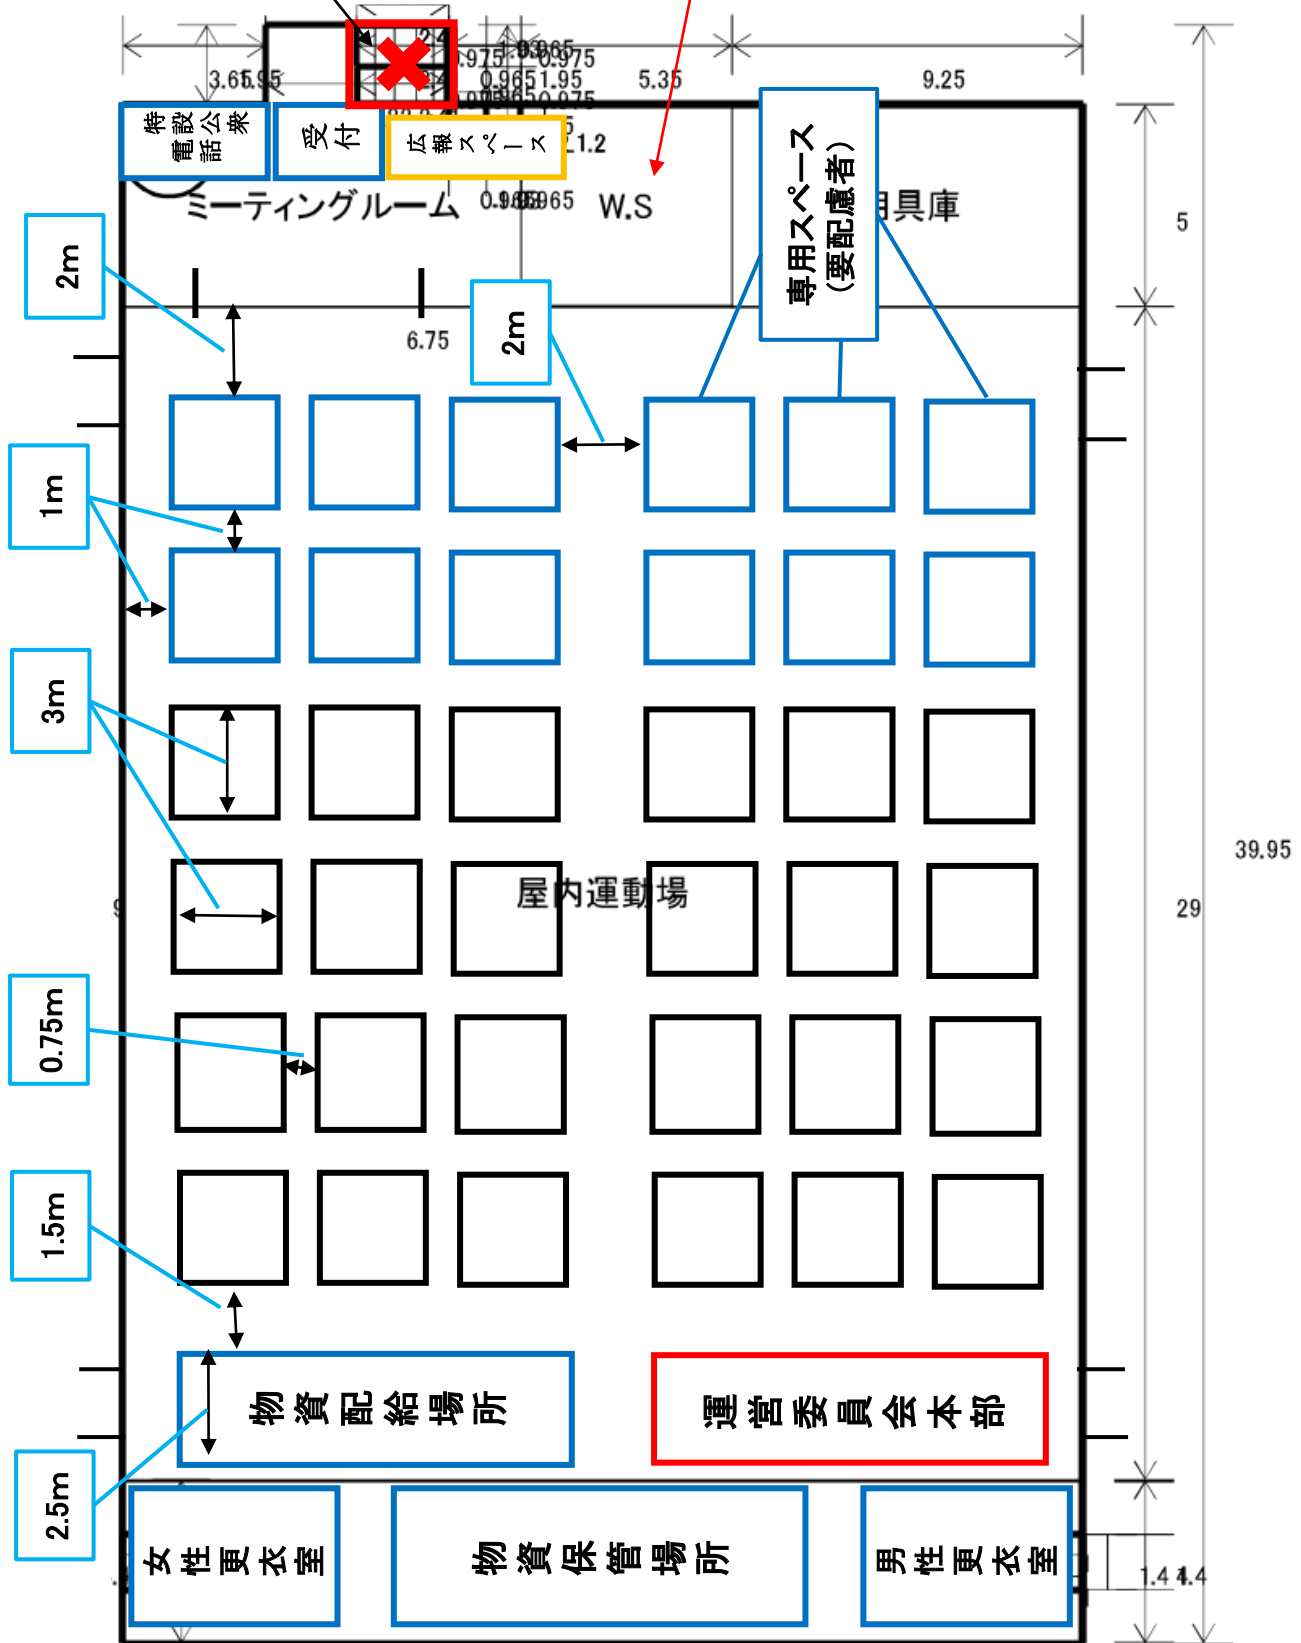 5.35
9.25
特設公衆
電話
受付
広報スペース
1.2
専用スペース
(要配慮者)
ミーティングルーム
W.S
用具庫
5
2m
2m
6.75
1m
3m
屋内運動場
39.95
29
0.75m
1.5m
物資配給場所
運営委員会本部
2.5m
女性更衣室
物資保管場所
男性更衣室
1.4